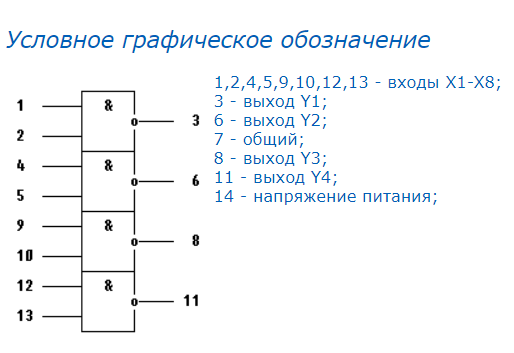 Условное графическое обозначение
1,2,4,5,9,10,12,13 - входы X1-X8;
3 - выход Y1;
6 - выход Y2;
7 - общий;
8 - выход Y3;
11 - выход Y4;
14 - напряжение питания;
1 & 3
2
4 & 6
5
9 & 8
10
12 & 11
13